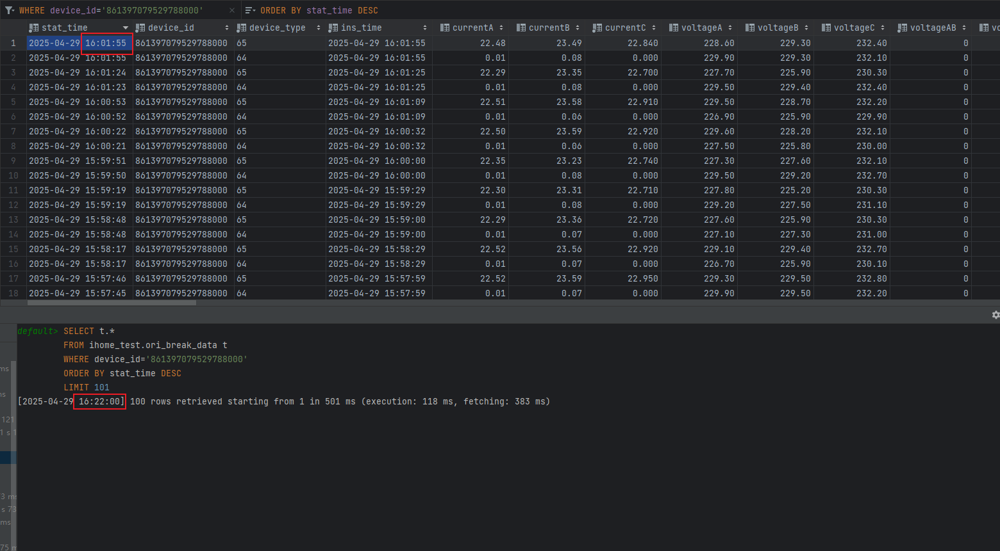 WHERE device_id='861397079529788000' × ORDER BY stat_time DESC
stat_time device_id device_type ins_time currentA currentB currentC voltageA voltageB voltageC voltageAB
1 2025-04-29 16:01:55 861397079529788000 65 2025-04-29 16:01:55 22.48 23.49 22.840 228.60 229.30 232.40 0
2 2025-04-29 16:01:55 861397079529788000 64 2025-04-29 16:01:55 0.01 0.08 0.000 229.90 229.30 232.10 0
3 2025-04-29 16:01:24 861397079529788000 65 2025-04-29 16:01:25 22.29 23.35 22.700 227.70 225.90 230.30 0
4 2025-04-29 16:01:23 861397079529788000 64 2025-04-29 16:01:25 0.01 0.08 0.000 229.50 229.40 232.40 0
5 2025-04-29 16:00:53 861397079529788000 65 2025-04-29 16:01:09 22.51 23.58 22.910 229.50 228.70 232.20 0
6 2025-04-29 16:00:52 861397079529788000 64 2025-04-29 16:01:09 0.01 0.06 0.000 226.90 225.90 229.90 0
7 2025-04-29 16:00:22 861397079529788000 65 2025-04-29 16:00:32 22.50 23.59 22.920 229.60 228.20 232.10 0
8 2025-04-29 16:00:21 861397079529788000 64 2025-04-29 16:00:32 0.01 0.06 0.000 227.50 225.80 230.00 0
9 2025-04-29 15:59:51 861397079529788000 65 2025-04-29 16:00:00 22.35 23.23 22.740 227.30 227.60 232.10 0
10 2025-04-29 15:59:50 861397079529788000 64 2025-04-29 16:00:00 0.01 0.08 0.000 229.50 229.20 232.70 0
11 2025-04-29 15:59:19 861397079529788000 65 2025-04-29 15:59:29 22.30 23.31 22.710 227.80 225.20 230.30 0
12 2025-04-29 15:59:19 861397079529788000 64 2025-04-29 15:59:29 0.01 0.08 0.000 229.20 227.50 231.10 0
13 2025-04-29 15:58:48 861397079529788000 65 2025-04-29 15:59:00 22.29 23.36 22.720 227.60 225.90 230.30 0
14 2025-04-29 15:58:48 861397079529788000 64 2025-04-29 15:59:00 0.01 0.07 0.000 227.10 227.30 231.00 0
15 2025-04-29 15:58:17 861397079529788000 65 2025-04-29 15:58:29 22.52 23.56 22.920 229.10 229.40 232.70 0
16 2025-04-29 15:58:17 861397079529788000 64 2025-04-29 15:58:29 0.01 0.07 0.000 226.70 225.90 230.10 0
17 2025-04-29 15:57:46 861397079529788000 65 2025-04-29 15:57:59 22.52 23.59 22.950 229.30 229.50 232.80 0
18 2025-04-29 15:57:45 861397079529788000 64 2025-04-29 15:57:59 0.01 0.07 0.000 229.90 229.50 232.20 0
default> SELECT t.*
FROM ihome_test.ori_break_data t
WHERE device_id='861397079529788000'
ORDER BY stat_time DESC
LIMIT 101
[2025-04-29 16:22:00] 100 rows retrieved starting from 1 in 501 ms (execution: 118 ms, fetching: 383 ms)